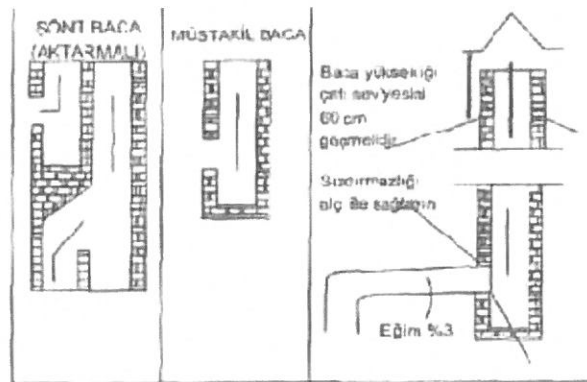 ŞÖNT BACA
(AKTARMALI)
MÜSTAKİL BACA
Baca yüksekliği
çatı seviyesini
60 cm
geçmelidir
Sızdırmazlığı
alçı ile sağlayın
Eğim %3